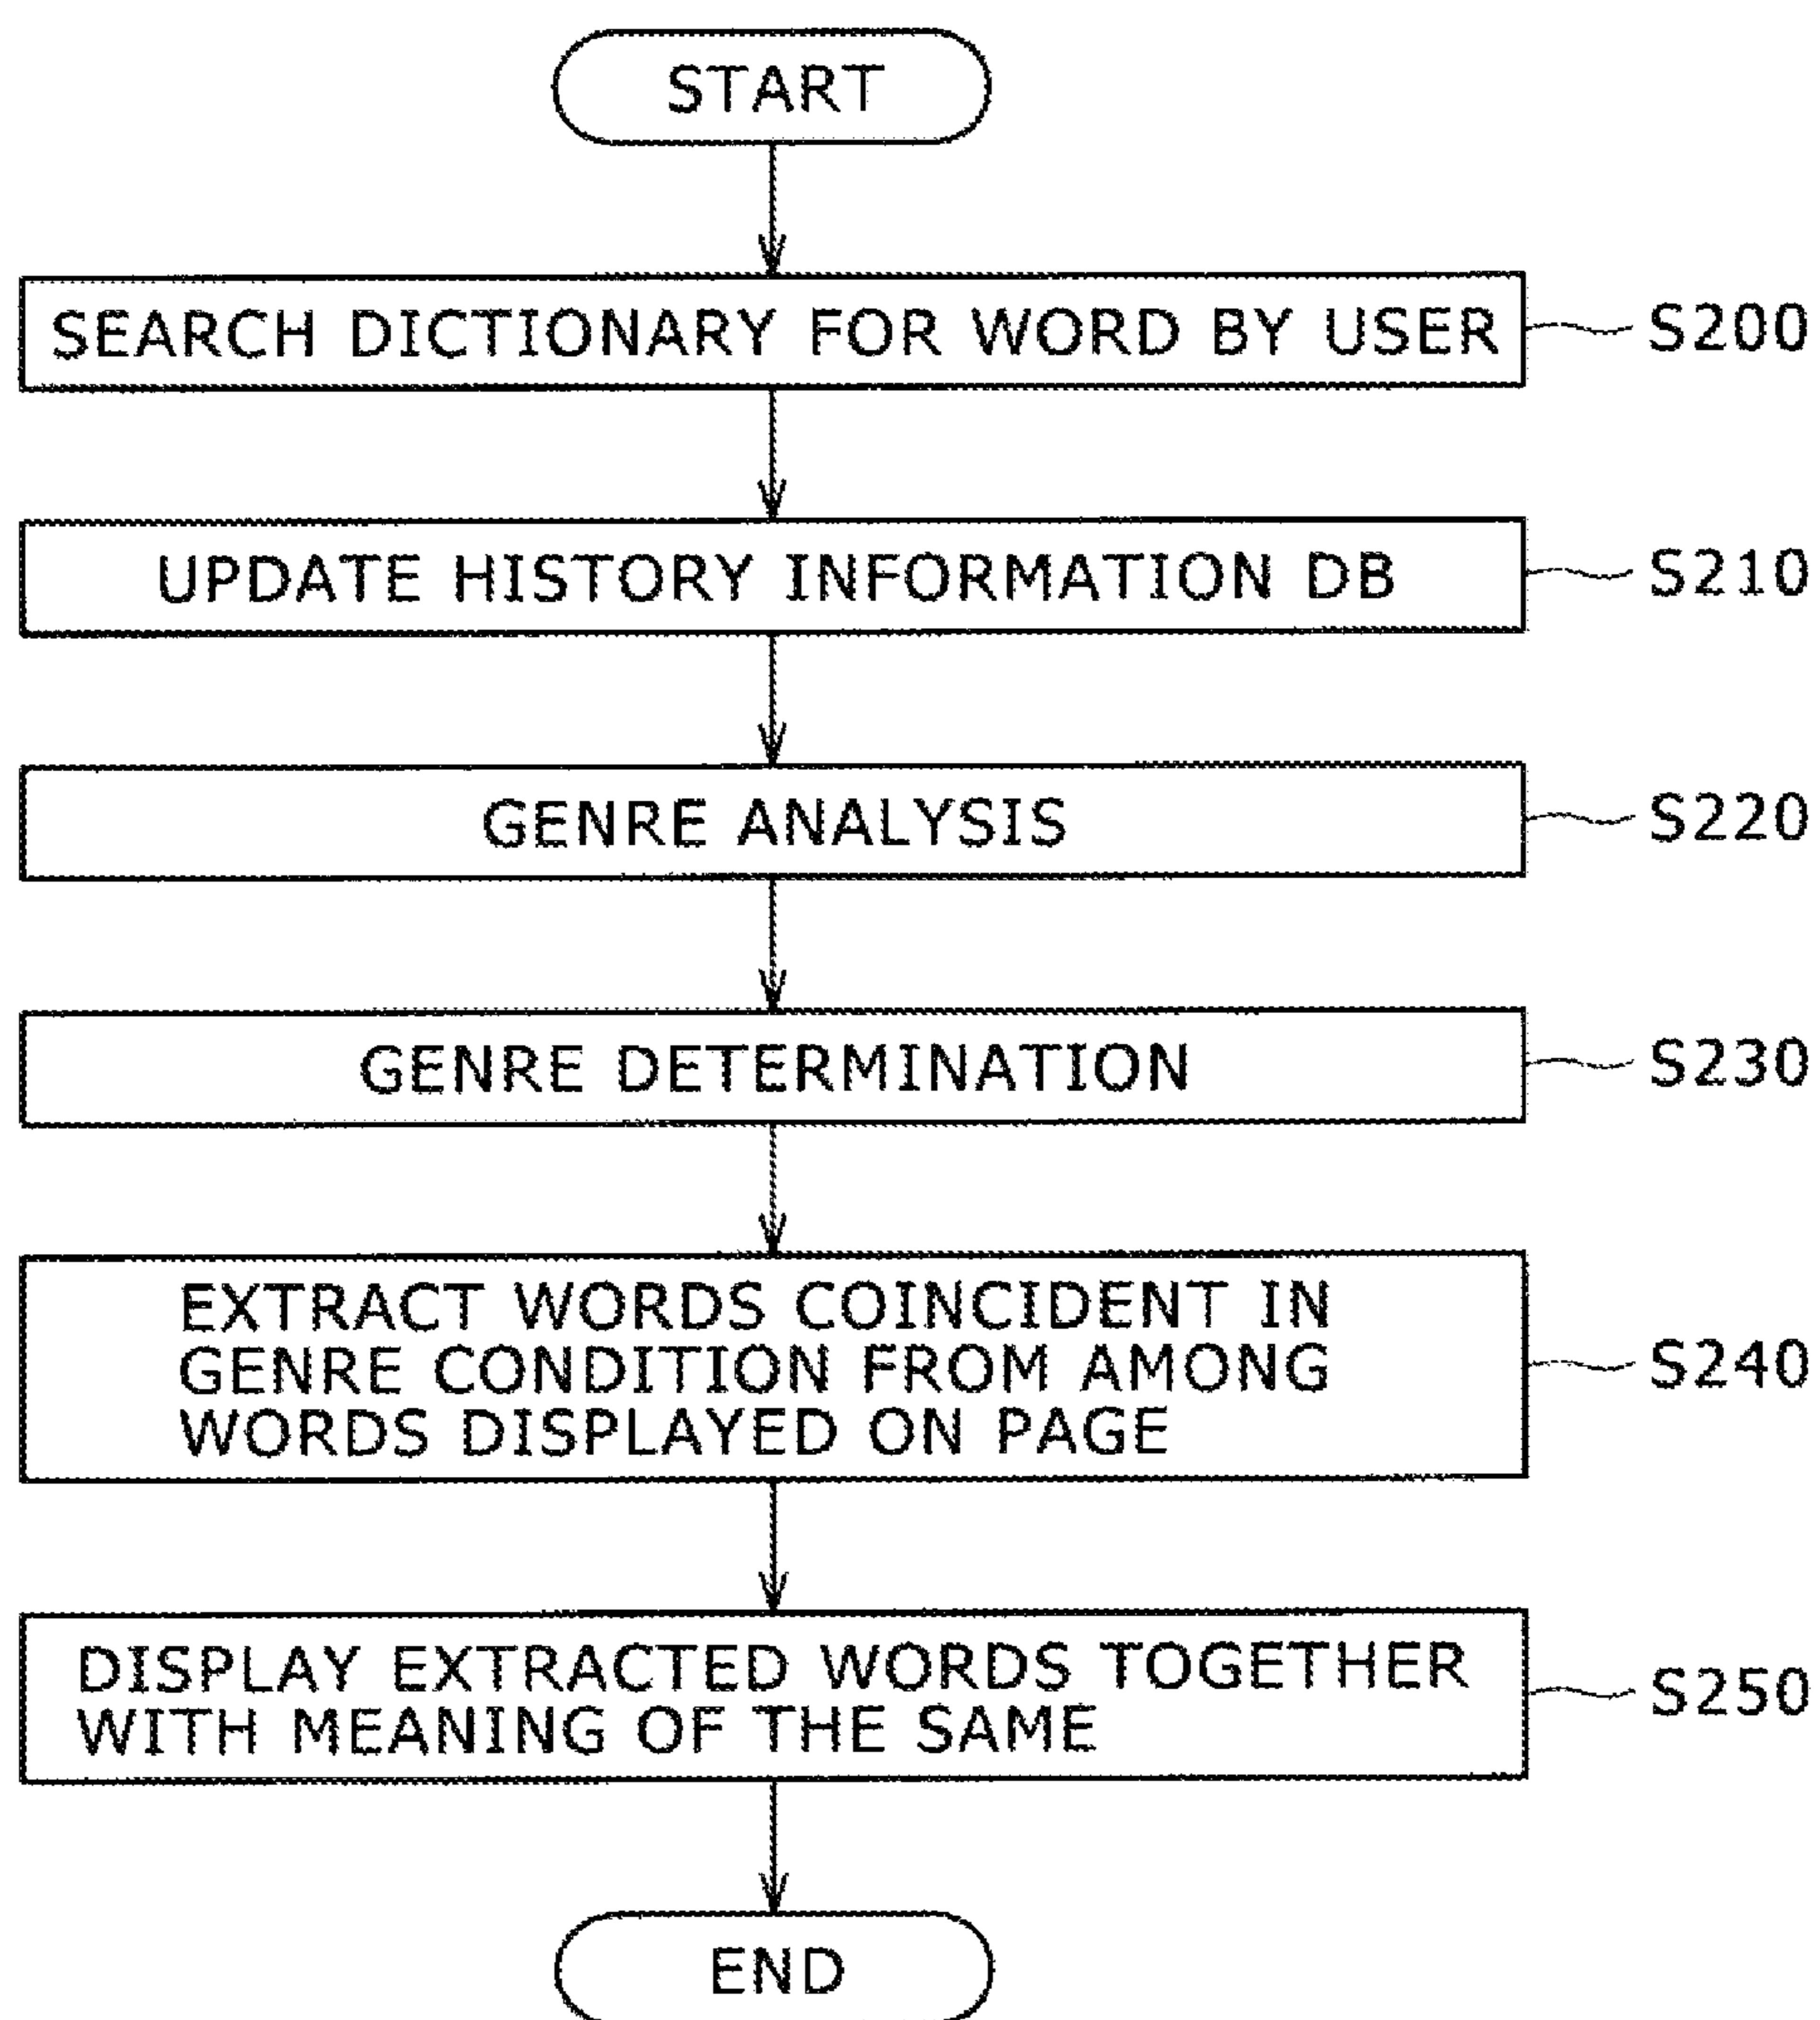 START
SEARCH DICTIONARY FOR WORD BY USER
S200
UPDATE HISTORY INFORMATION DB
S210
GENRE ANALYSIS
S220
GENRE DETERMINATION
S230
EXTRACT WORDS COINCIDENT IN
GENRE CONDITION FROM AMONG
WORDS DISPLAYED ON PAGE
S240
DISPLAY EXTRACTED WORDS TOGETHER
WITH MEANING OF THE SAME
S250
END